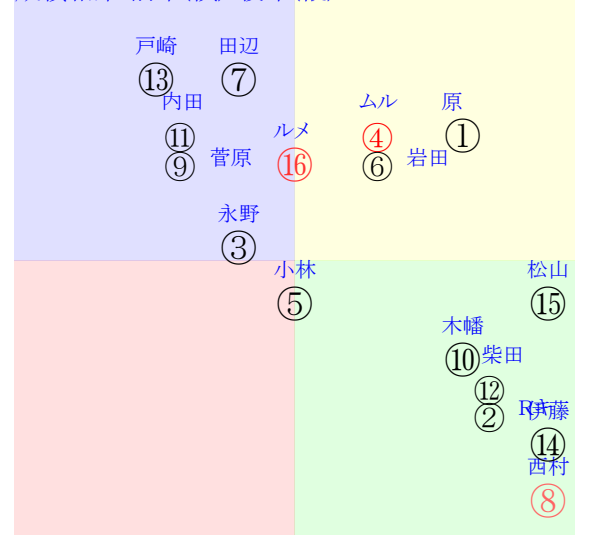 戸崎 田辺
⑬ ⑦
内田 ムル 原
⑪ ルメ ④ ①
⑨ 菅原 ⑯ ⑥ 岩田
永野
③
小林 松山
⑤ ⑮
木幡
⑩ 柴田
⑫
② 伊藤
⑭
西村
⑧